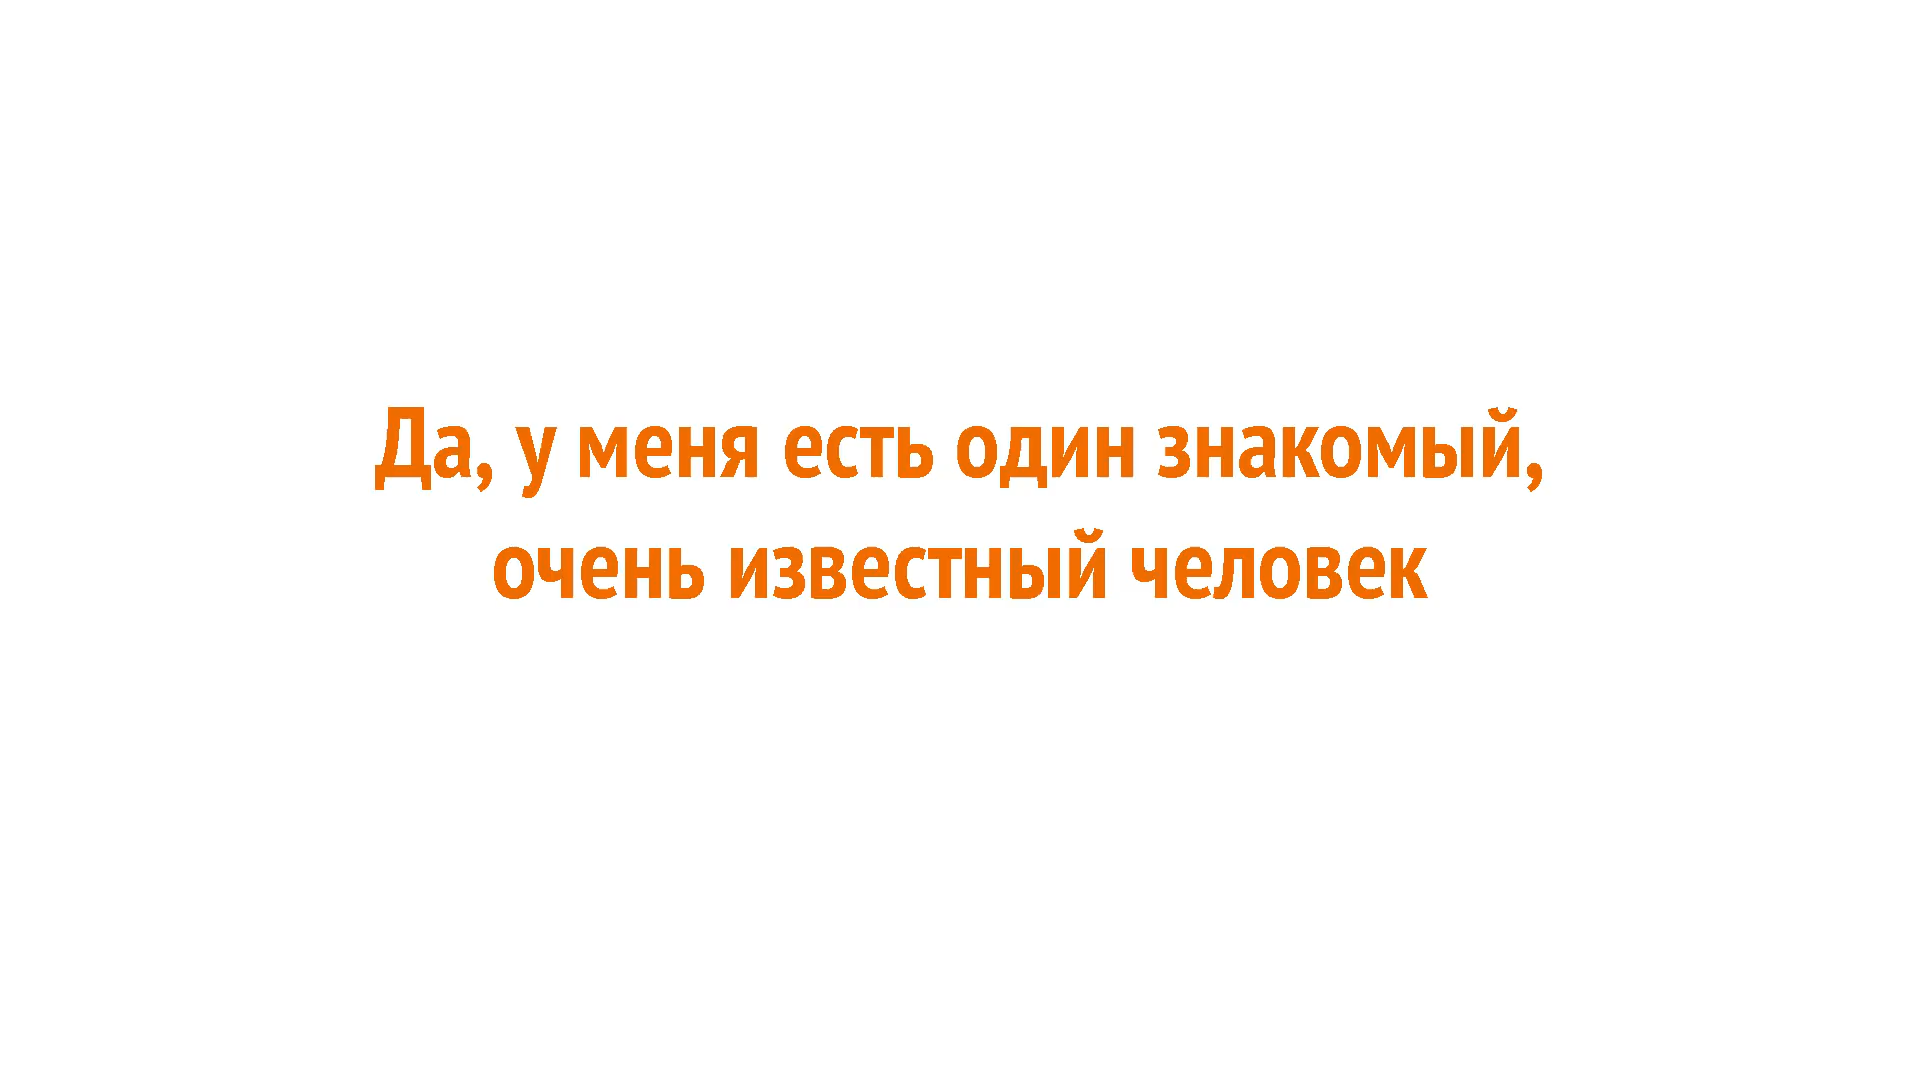 Да, у меня есть один знакомый,
очень известный человек